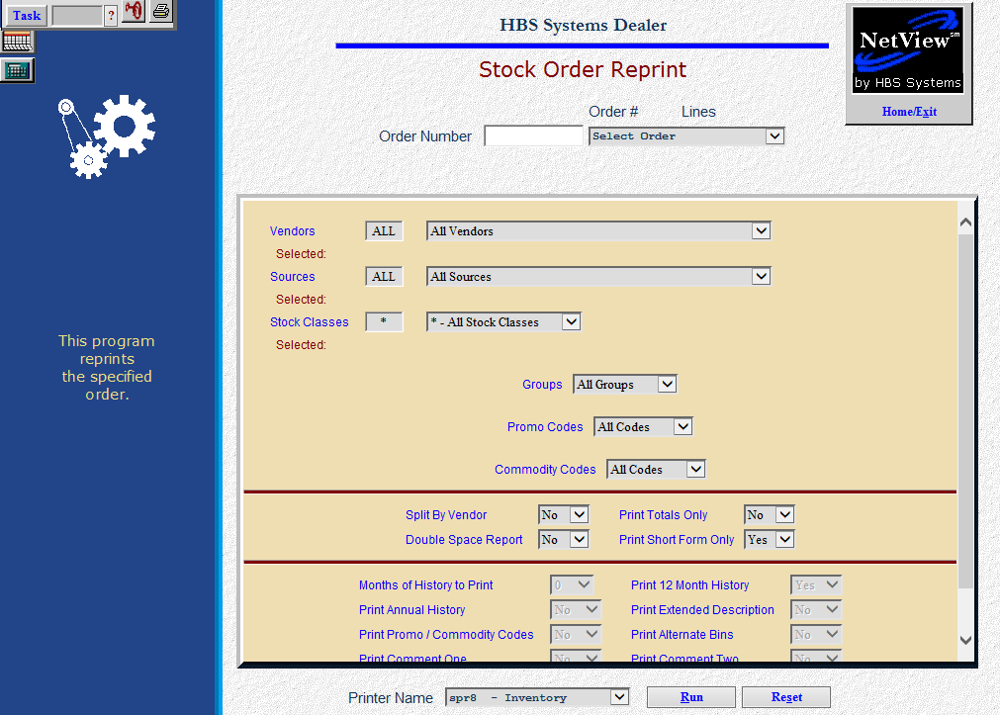 Task ?
HBS Systems Dealer
NetView℠
by HBS Systems
Home/Exit
Stock Order Reprint
Order # Lines
Order Number Select Order
This program
reprints
the specified
order.
Vendors ALL All Vendors
Selected:
Sources ALL All Sources
Selected:
Stock Classes * * - All Stock Classes
Selected:
Groups All Groups
Promo Codes All Codes
Commodity Codes All Codes
Split By Vendor No Print Totals Only No
Double Space Report No Print Short Form Only Yes
Months of History to Print 0 Print 12 Month History Yes
Print Annual History No Print Extended Description No
Print Promo / Commodity Codes No Print Alternate Bins No
Print Comment One No Print Comment Two No
Printer Name spr8 - Inventory Run Reset